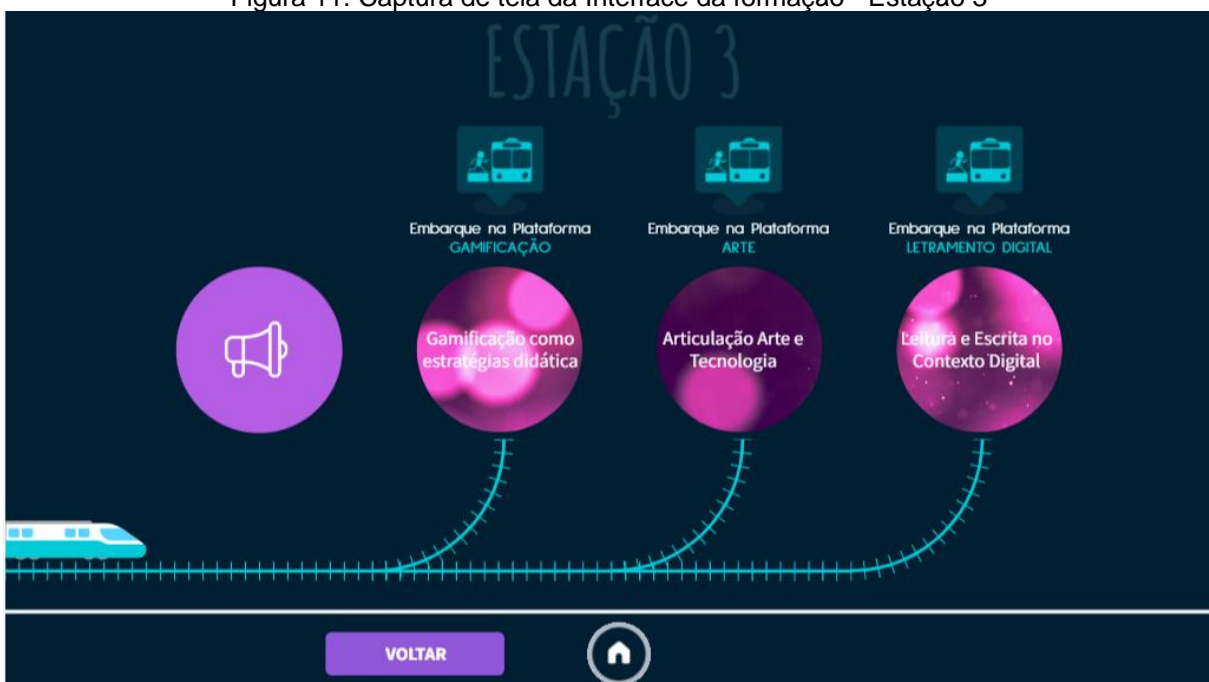 Figura 11: Captura de tela da Interface da formação - Estação 3
ESTAÇÃO 3
Embarque na Plataforma
GAMIFICAÇÃO
Embarque na Plataforma
ARTE
Embarque na Plataforma
LETRAMENTO DIGITAL
Gamificação como
estratégias didática
Articulação Arte e
Tecnologia
Leitura e Escrita no
Contexto Digital
VOLTAR